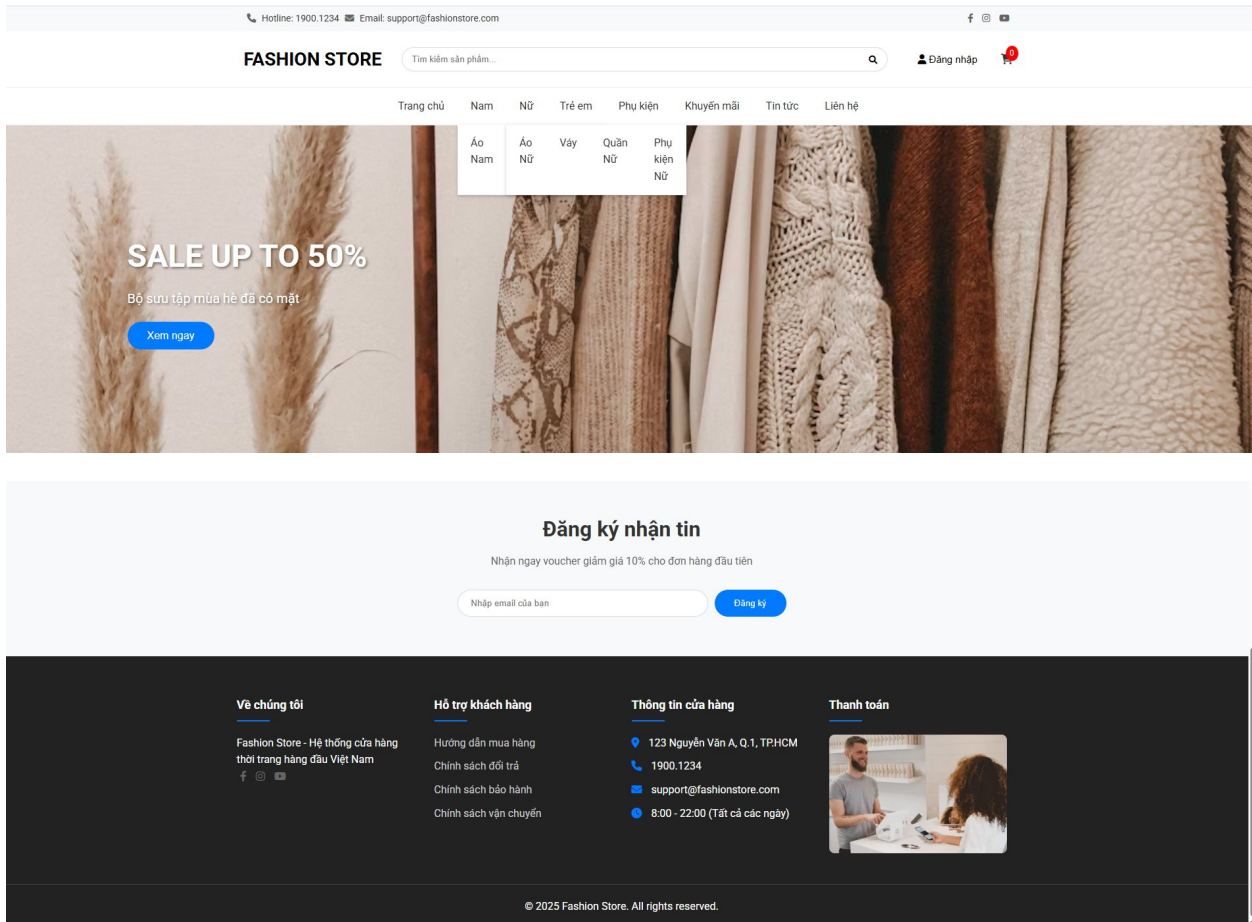 Hotline: 1900.1234 Email: support@fashionstore.com
FASHION STORE Tìm kiếm sản phẩm... Đăng nhập 0
Trang chủ Nam Nữ Trẻ em Phụ kiện Khuyến mãi Tin tức Liên hệ
Áo Nam
Áo Nữ
Váy
Quần Nữ
Phụ kiện Nữ
SALE UP TO 50%
Bộ sưu tập mùa hè đã có mặt
Xem ngay
Đăng ký nhận tin
Nhận ngay voucher giảm giá 10% cho đơn hàng đầu tiên
Nhập email của bạn Đăng ký
Về chúng tôi
Fashion Store - Hệ thống cửa hàng
thời trang hàng đầu Việt Nam
Hỗ trợ khách hàng
Hướng dẫn mua hàng
Chính sách đổi trả
Chính sách bảo hành
Chính sách vận chuyển
Thông tin cửa hàng
123 Nguyễn Văn A, Q.1, TP.HCM
1900.1234
support@fashionstore.com
8:00 - 22:00 (Tất cả các ngày)
Thanh toán
© 2025 Fashion Store. All rights reserved.